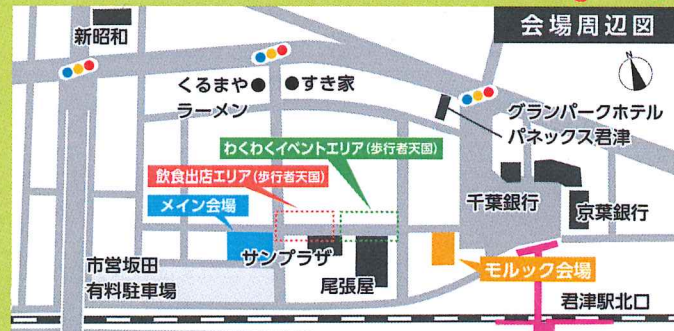 会場周辺図
新昭和
くるまや
ラーメン
すき家
グランパークホテル
パネックス君津
わくわくイベントエリア(歩行者天国)
飲食出店エリア(歩行者天国)
メイン会場
千葉銀行
京葉銀行
サンプラザ
尾張屋
モルック会場
市営坂田
有料駐車場
君津駅北口
N